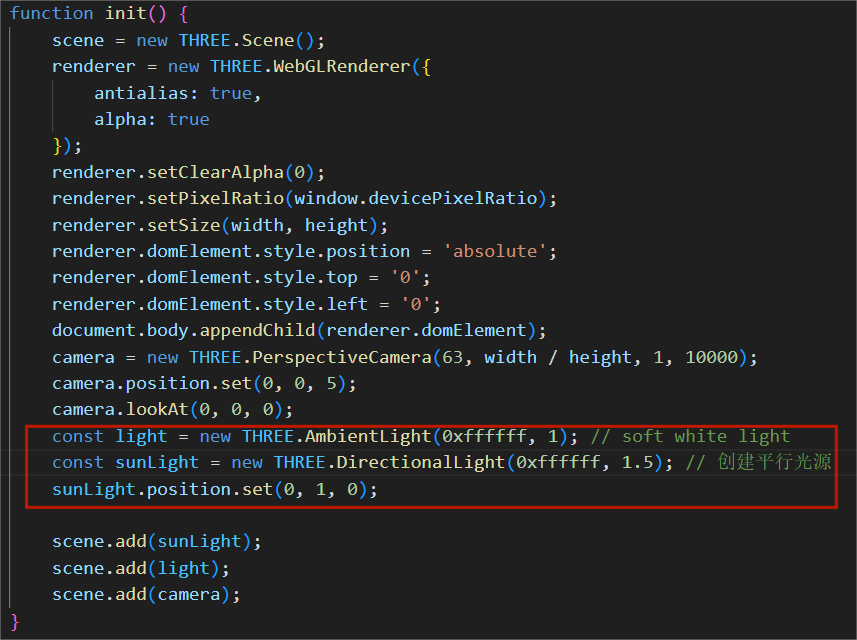 function init() {
    scene = new THREE.Scene();
    renderer = new THREE.WebGLRenderer({
        antialias: true,
        alpha: true
    });
    renderer.setClearAlpha(0);
    renderer.setPixelRatio(window.devicePixelRatio);
    renderer.setSize(width, height);
    renderer.domElement.style.position = 'absolute';
    renderer.domElement.style.top = '0';
    renderer.domElement.style.left = '0';
    document.body.appendChild(renderer.domElement);
    camera = new THREE.PerspectiveCamera(63, width / height, 1, 10000);
    camera.position.set(0, 0, 5);
    camera.lookAt(0, 0, 0);
    const light = new THREE.AmbientLight(0xffffff, 1); // soft white light
    const sunLight = new THREE.DirectionalLight(0xffffff, 1.5); // 创建平行光源
    sunLight.position.set(0, 1, 0);

    scene.add(sunLight);
    scene.add(light);
    scene.add(camera);
}